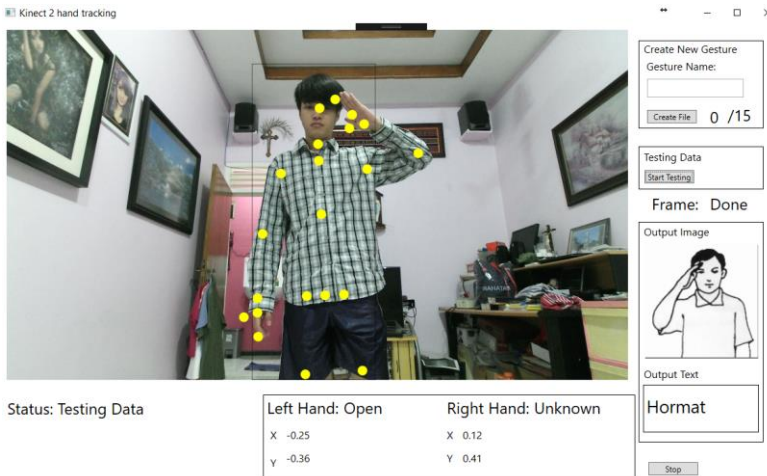 Kinect 2 hand tracking
Create New Gesture
Gesture Name:
Create File 0 /15
Testing Data
Start Testing
Frame: Done
Output Image
Output Text
Hormat
Stop
Status: Testing Data
Left Hand: Open Right Hand: Unknown
X -0.25 X 0.12
Y -0.36 Y 0.41